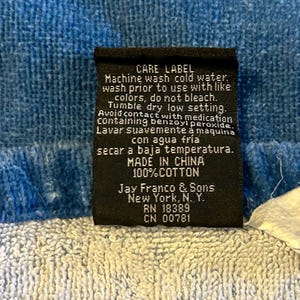 CARE LABEL
Machine wash cold water.
wash prior to use with like
colors, do not bleach.
Tumble dry low setting.
Avoid contact with medication
containing benzoyl peroxide.
Lavar suavemente a maquina
con agua fria
secar a baja temperatura.
MADE IN CHINA
100%COTTON
Jay Franco & Sons
New York, N.Y.
RN 18389
CN 00781